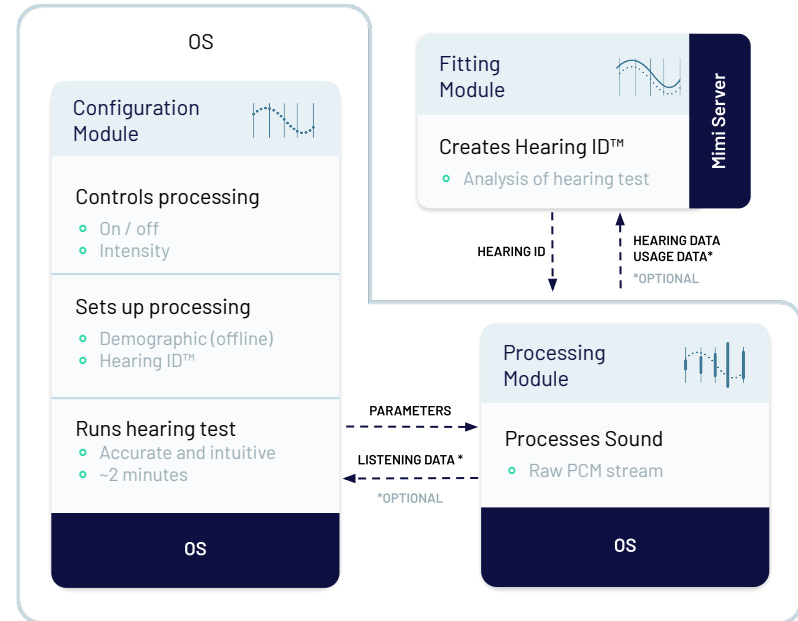 OS
Configuration
Module
Controls processing
On / off
Intensity
Sets up processing
Demographic (offline)
Hearing ID™
Runs hearing test
Accurate and intuitive
~2 minutes
OS
Fitting
Module
Creates Hearing ID™
Analysis of hearing test
Mimi Server
HEARING ID
HEARING DATA
USAGE DATA*
*OPTIONAL
PARAMETERS
LISTENING DATA *
*OPTIONAL
Processing
Module
Processes Sound
Raw PCM stream
OS